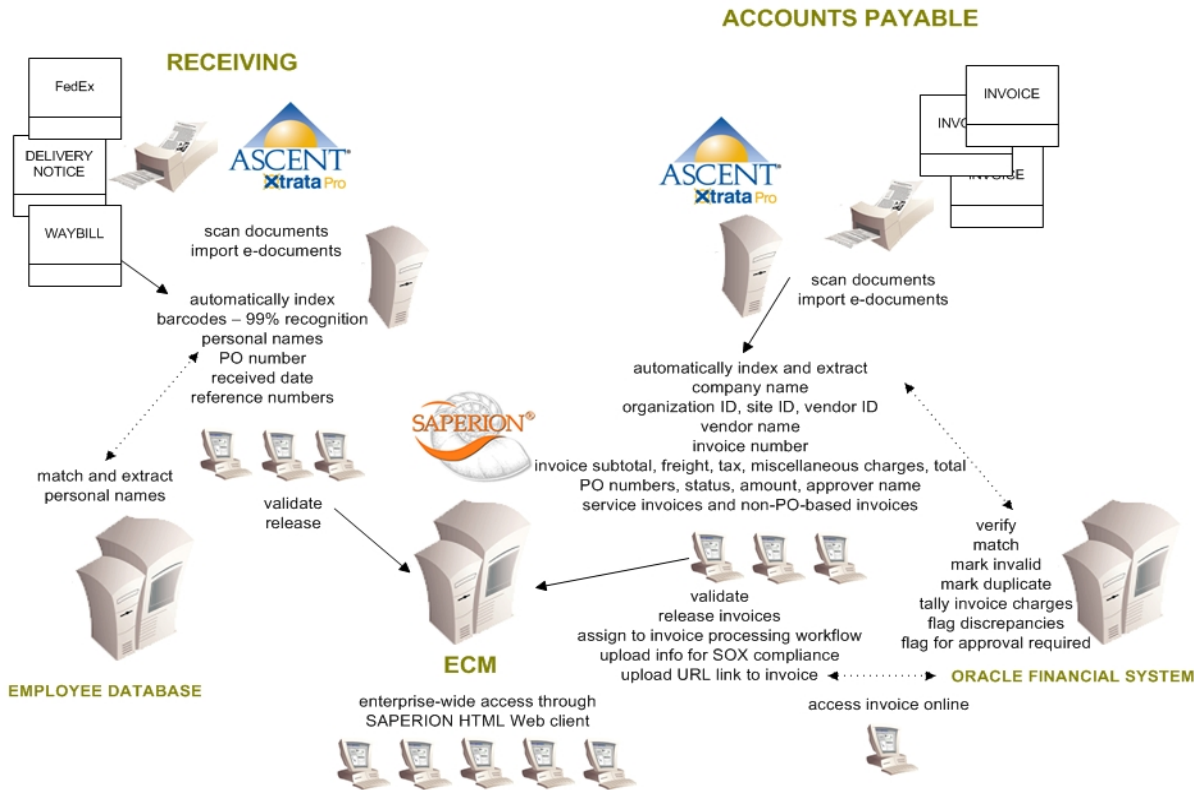 ACCOUNTS PAYABLE
RECEIVING
FedEx
DELIVERY
NOTICE
WAYBILL
ASCENT®
Xtrata Pro
scan documents
import e-documents
automatically index
barcodes – 99% recognition
personal names
PO number
received date
reference numbers
match and extract
personal names
validate
release
EMPLOYEE DATABASE
SAPERION®
ECM
enterprise-wide access through
SAPERION HTML Web client
INVOICE
INVO
INVOICE
ASCENT®
Xtrata Pro
scan documents
import e-documents
automatically index and extract
company name
organization ID, site ID, vendor ID
vendor name
invoice number
invoice subtotal, freight, tax, miscellaneous charges, total
PO numbers, status, amount, approver name
service invoices and non-PO-based invoices
validate
release invoices
assign to invoice processing workflow
upload info for SOX compliance
upload URL link to invoice
verify
match
mark invalid
mark duplicate
tally invoice charges
flag discrepancies
flag for approval required
ORACLE FINANCIAL SYSTEM
access invoice online